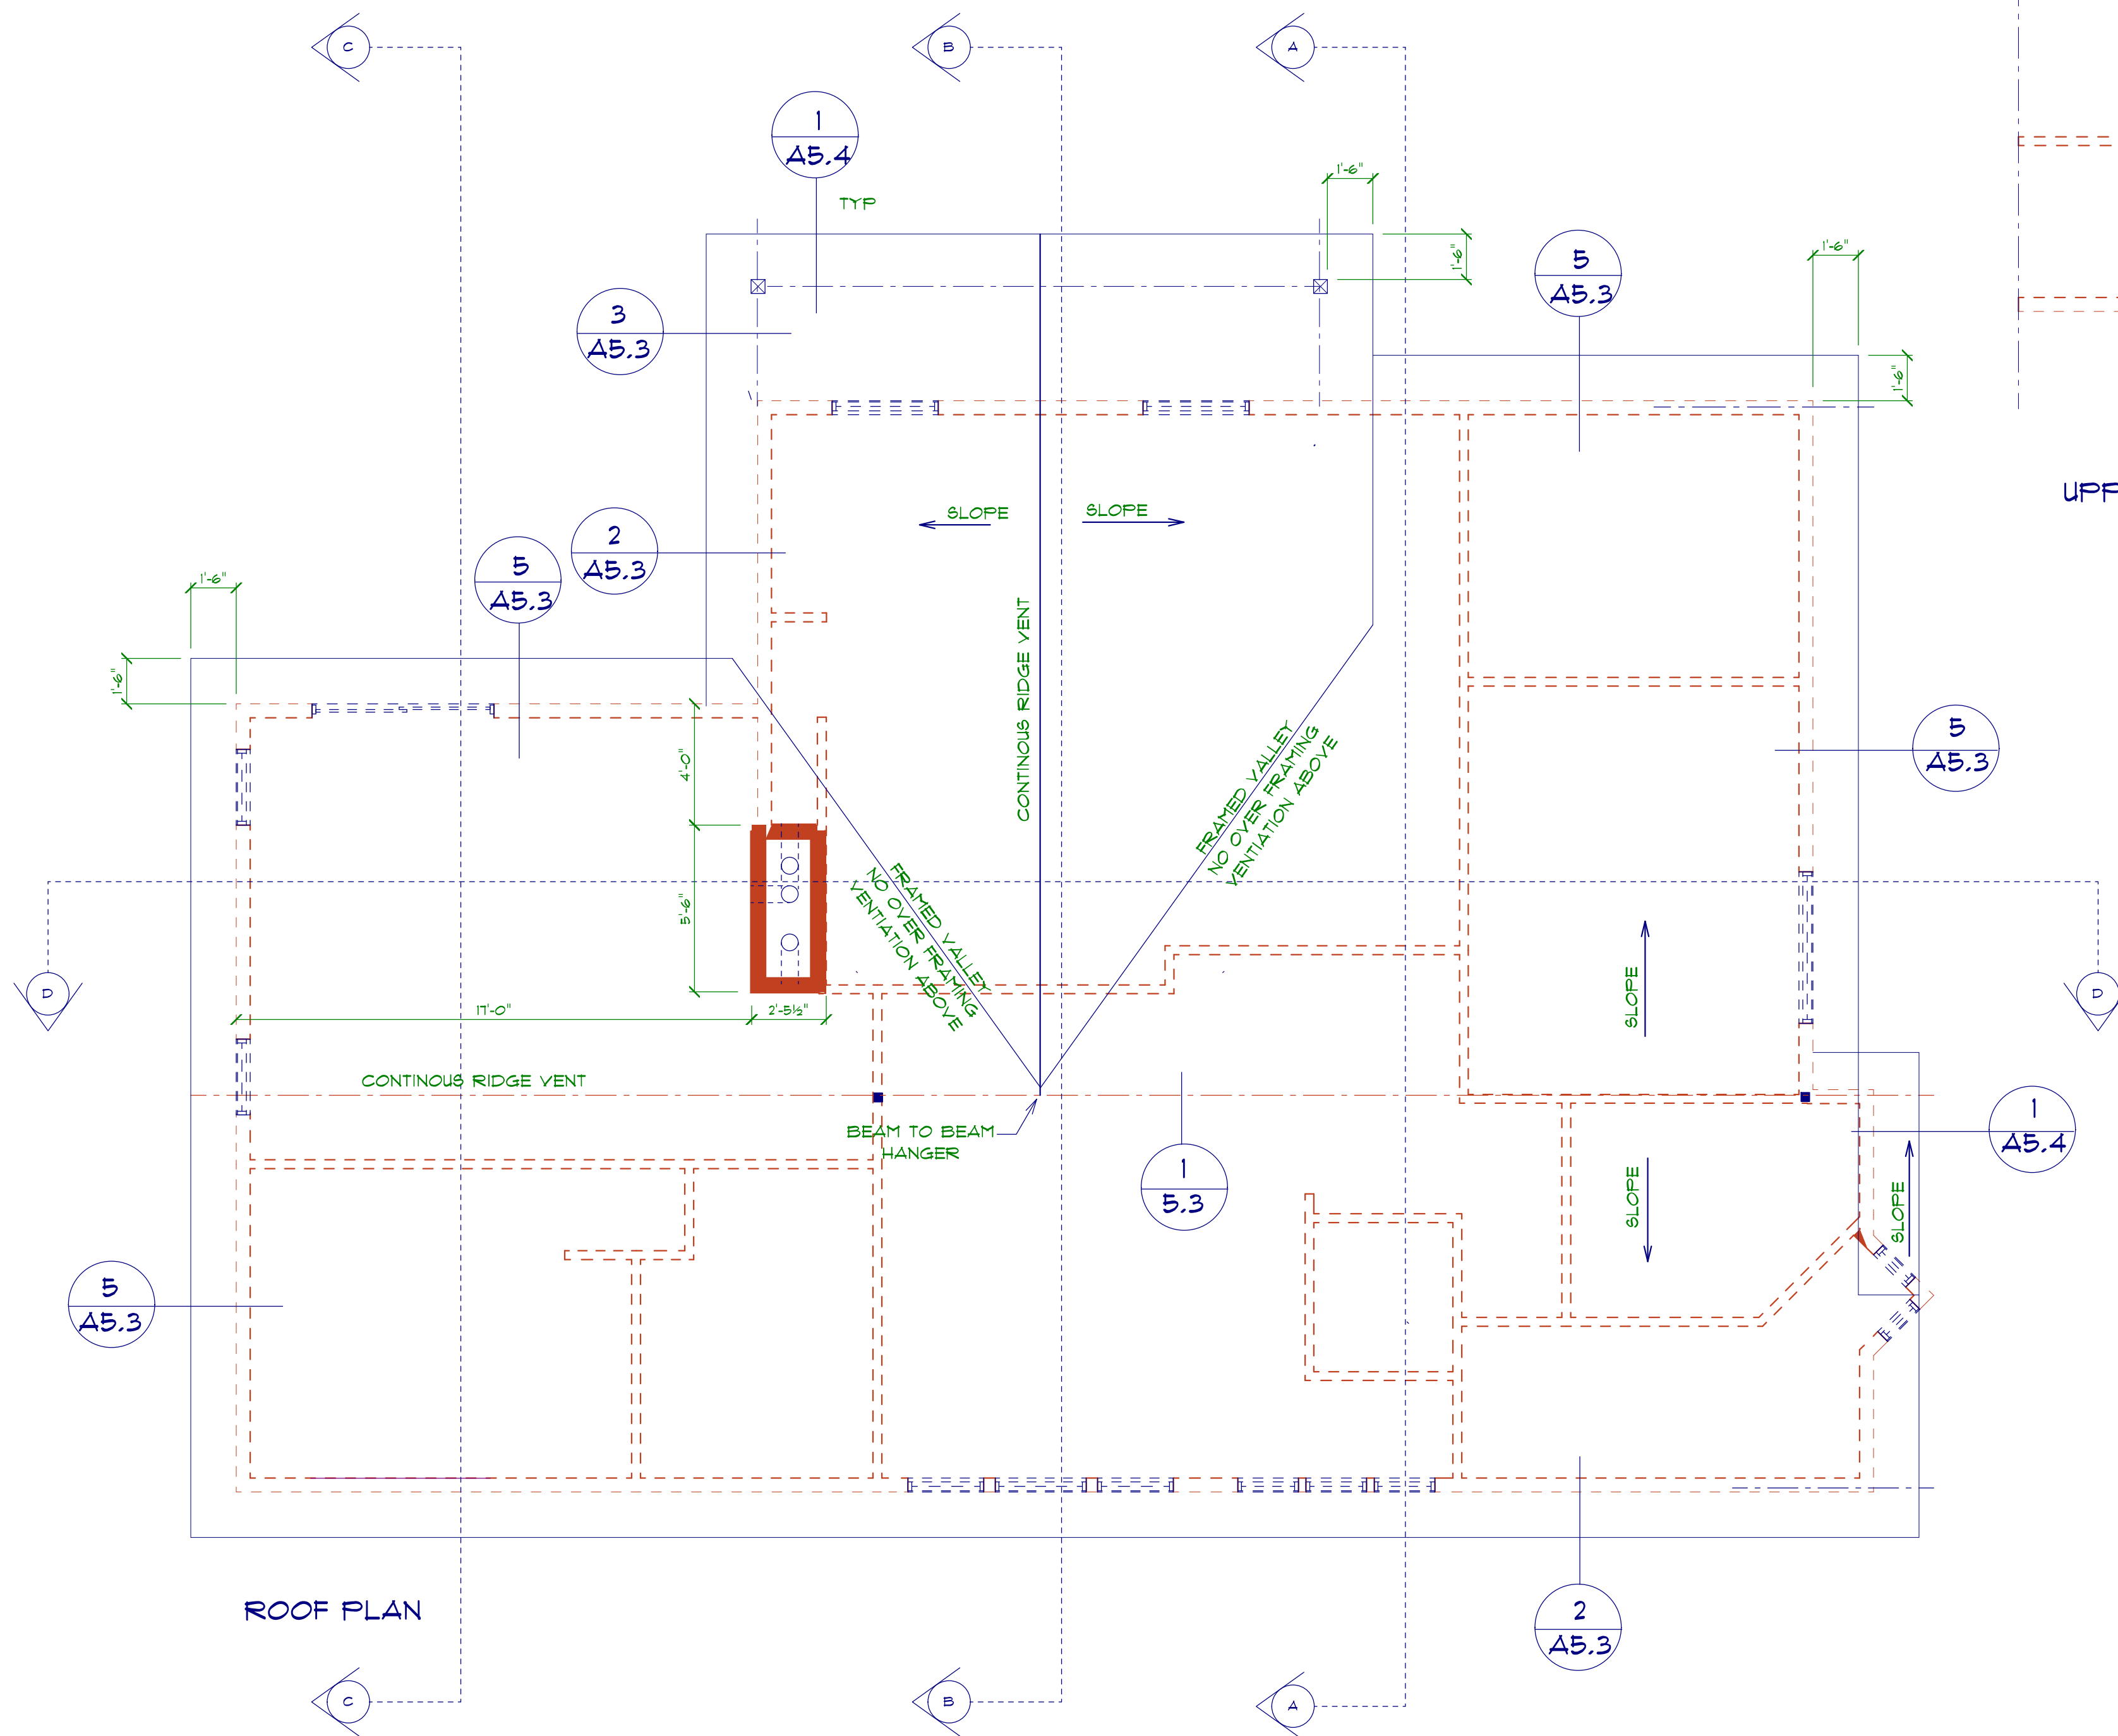 C
B
A
1
A5.4
TYP
1'-6"
1'-6"
5
A5.3
1'-6"
1'-6"
3
A5.3
UPP
SLOPE
SLOPE
2
A5.3
5
A5.3
1'-6"
1'-6"
CONTINOUS RIDGE VENT
4'-0"
5'-6"
FRAMED VALLEY
NO OVER FRAMING
VENTIATION ABOVE
FRAMED VALLEY
NO OVER FRAMING
VENTIATION ABOVE
5
A5.3
D
D
SLOPE
17'-0"
2'-5½"
CONTINOUS RIDGE VENT
BEAM TO BEAM
HANGER
1
5.3
1
A5.4
SLOPE
SLOPE
5
A5.3
ROOF PLAN
2
A5.3
C
B
A